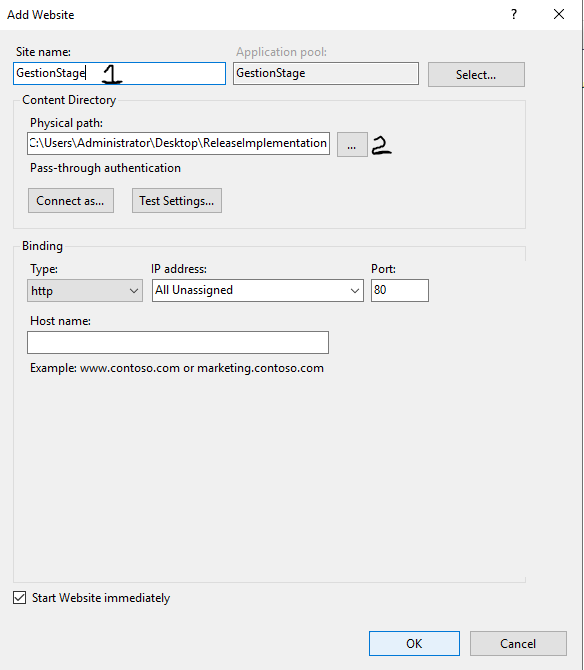 Add Website
?
Site name:
Application pool:
GestionStage 1
GestionStage
Select...
Content Directory
Physical path:
C:\Users\Administrator\Desktop\ReleaseImplementation
... 2
Pass-through authentication
Connect as...
Test Settings...
Binding
Type:
IP address:
Port:
http
All Unassigned
80
Host name:
Example: www.contoso.com or marketing.contoso.com
Start Website immediately
OK
Cancel